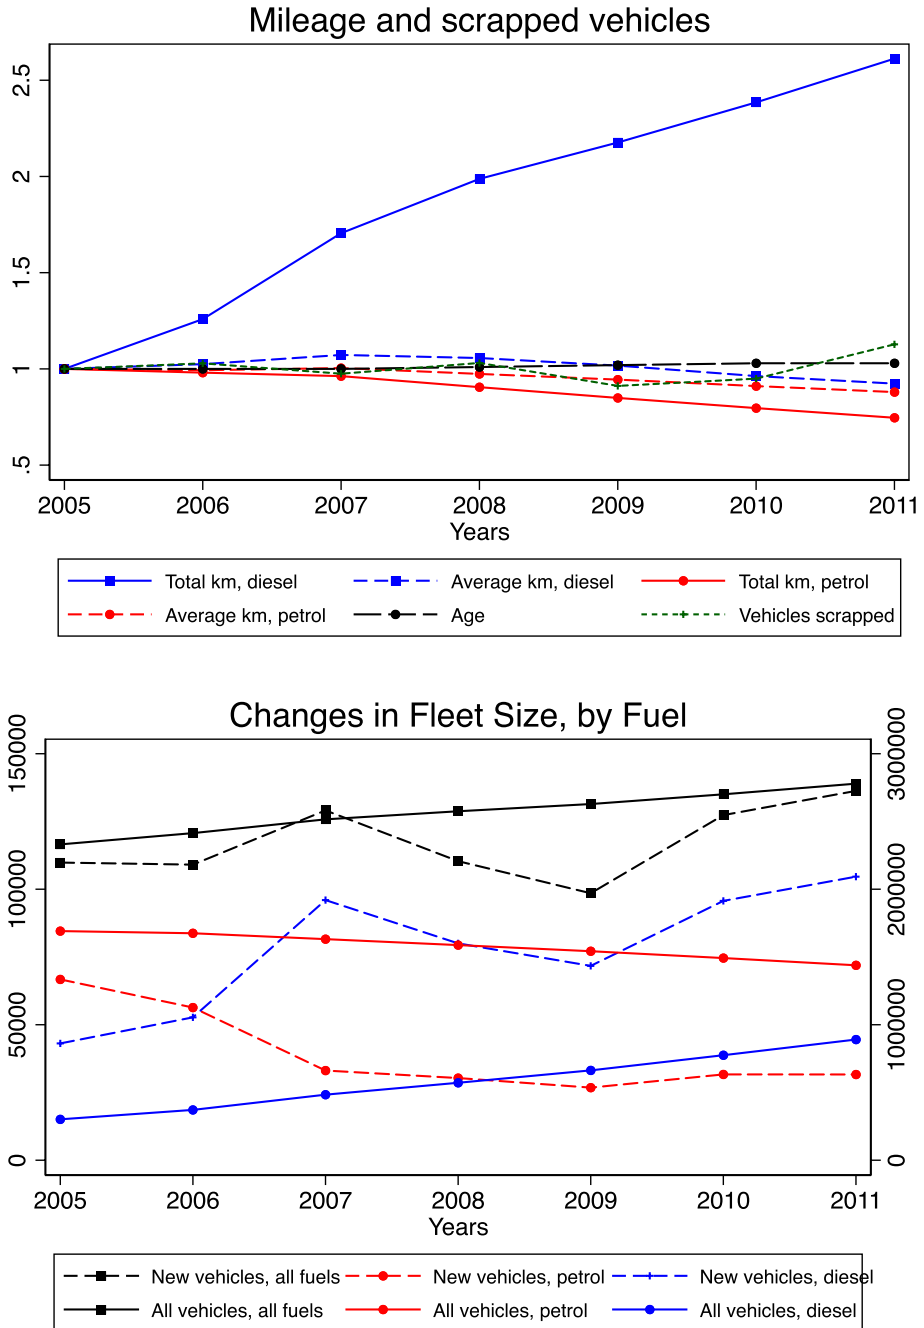 Mileage and scrapped vehicles
2.5
2
1.5
1
.5
2005 2006 2007 2008 2009 2010 2011
Years
Total km, diesel Average km, diesel Total km, petrol
Average km, petrol Age Vehicles scrapped
Changes in Fleet Size, by Fuel
150000 3000000
100000 2000000
50000 1000000
0 0
2005 2006 2007 2008 2009 2010 2011
Years
New vehicles, all fuels New vehicles, petrol New vehicles, diesel
All vehicles, all fuels All vehicles, petrol All vehicles, diesel